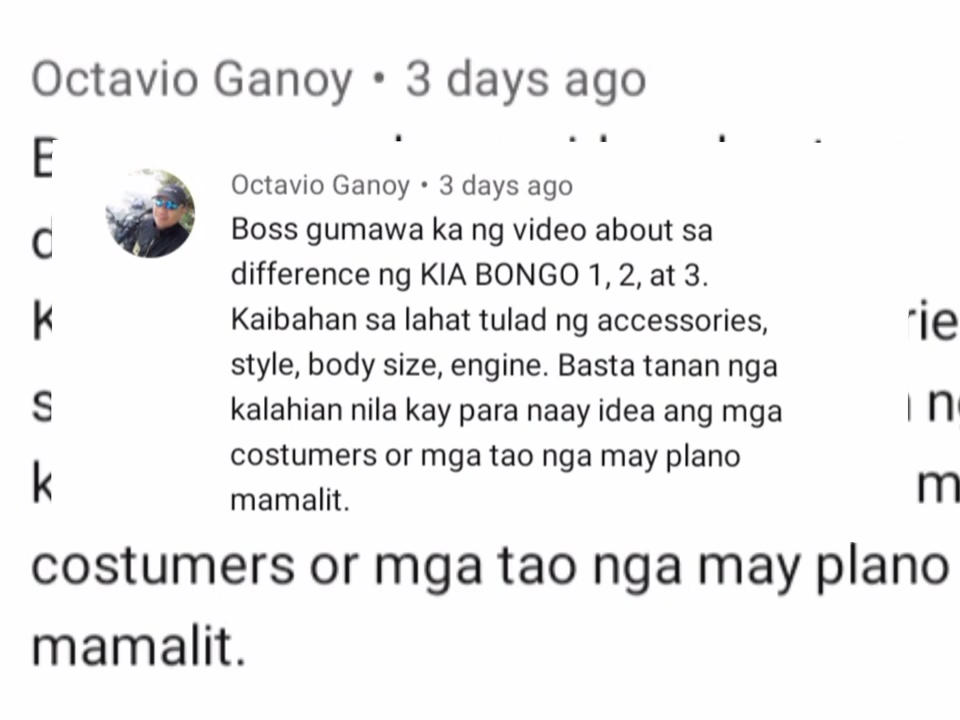 Octavio Ganoy • 3 days ago
Octavio Ganoy • 3 days ago
Boss gumawa ka ng video about sa
difference ng KIA BONGO 1, 2, at 3.
Kaibahan sa lahat tulad ng accessories,
style, body size, engine. Basta tanan nga
kalahian nila kay para naay idea ang mga
costumers or mga tao nga may plano
mamalit.
costumers or mga tao nga may plano
mamalit.